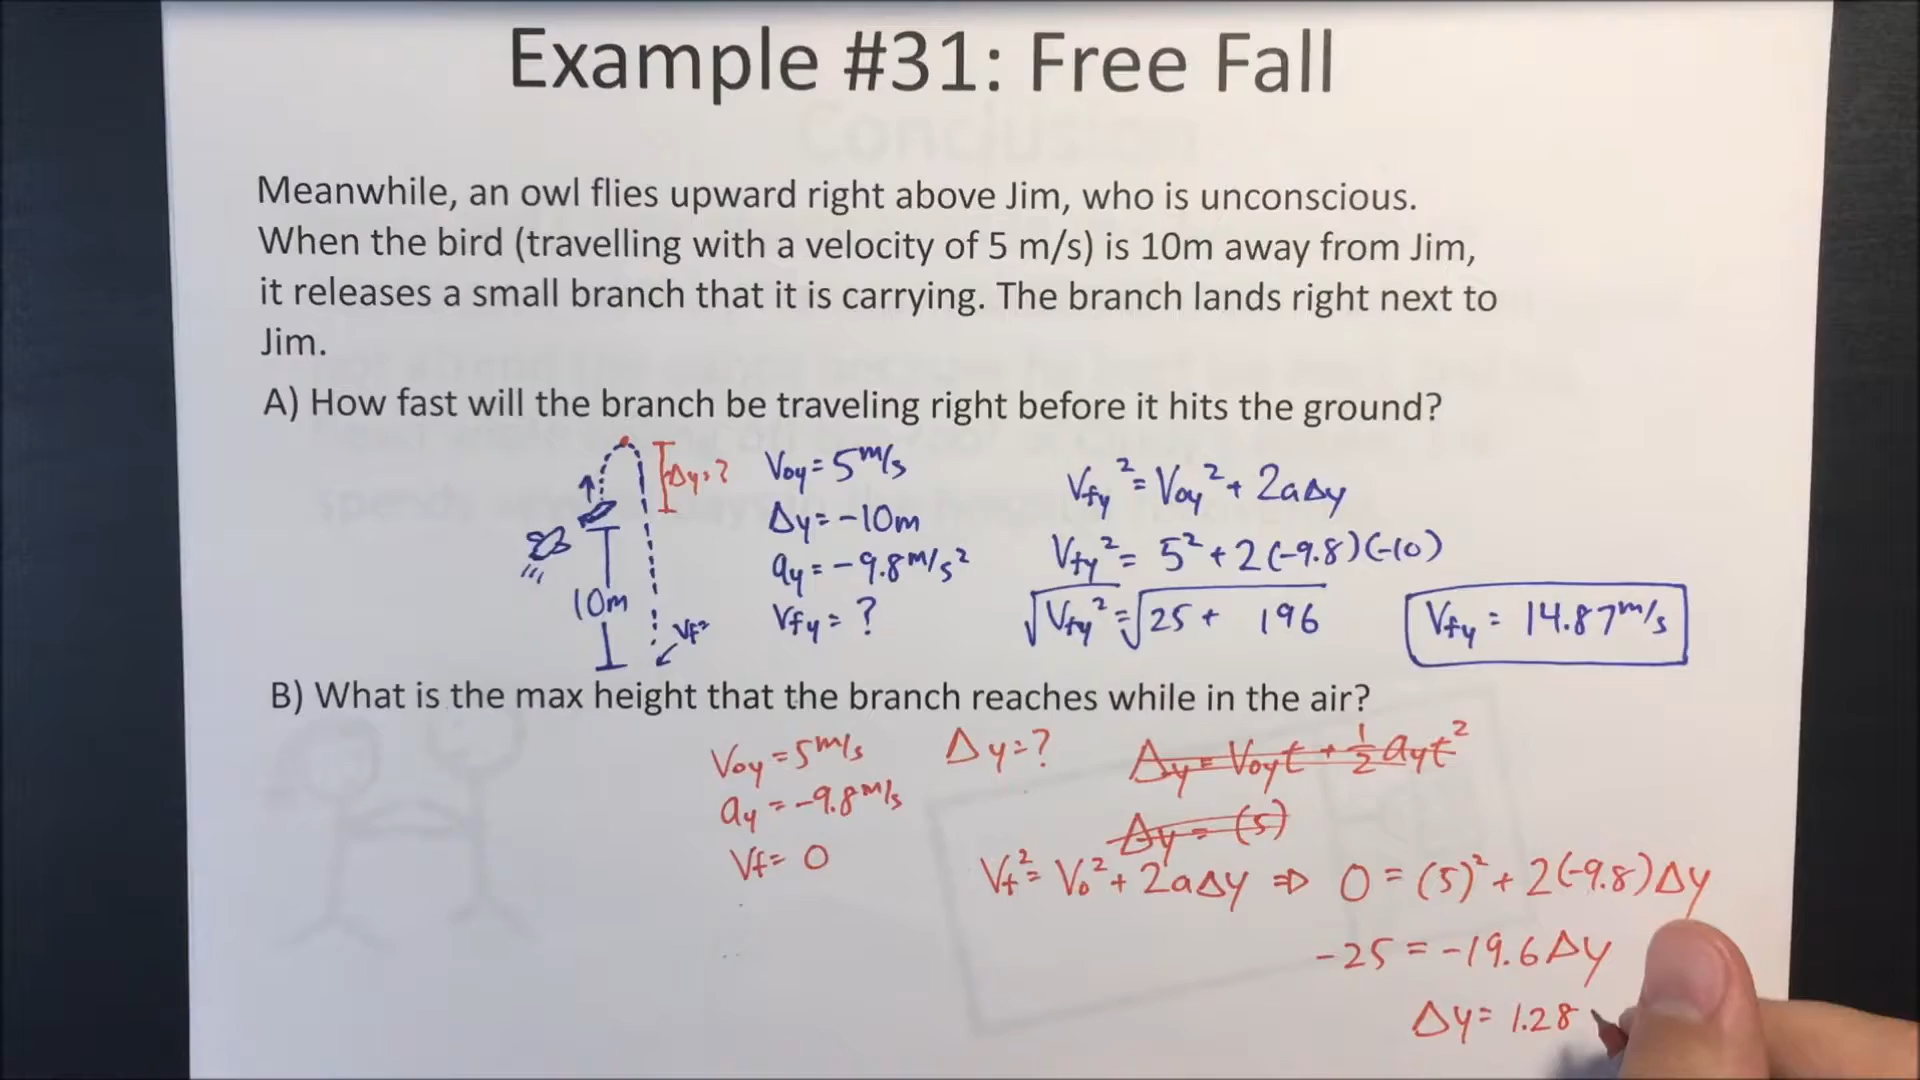 Example #31: Free Fall
Meanwhile, an owl flies upward right above Jim, who is unconscious.
When the bird (travelling with a velocity of 5 m/s) is 10m away from Jim,
it releases a small branch that it is carrying. The branch lands right next to
Jim.
A) How fast will the branch be traveling right before it hits the ground?
Δy=?
10m
Vf=
Voy = 5 m/s
Δy = -10m
ay = -9.8 m/s²
Vfy = ?
Vfy² = Voy² + 2aΔy
Vfy² = 5² + 2(-9.8)(-10)
√Vfy² = √25 + 196
Vfy = 14.87 m/s
B) What is the max height that the branch reaches while in the air?
Voy = 5 m/s
ay = -9.8 m/s
Vf = 0
Δy = ?
Δy = Voyt + ½ayt²
Δy = (5)
Vf² = Vo² + 2aΔy ⇒ 0 = (5)² + 2(-9.8)Δy
-25 = -19.6Δy
Δy = 1.28